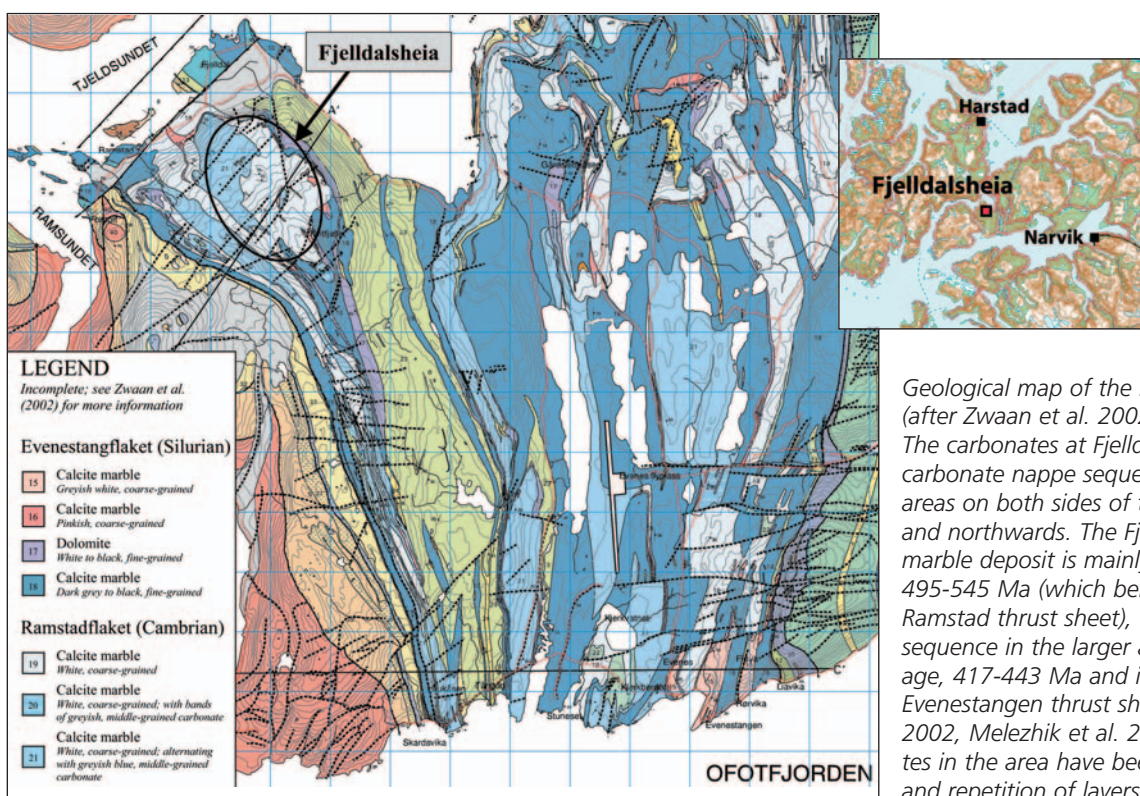 TJELDSUNDET
Fjelldalsheia
RAMSUNDET
Harstad
Fjelldalsheia
Narvik
LEGEND
Incomplete; see Zwaan et al.
(2002) for more information
Evenestangflaket (Silurian)
15 Calcite marble
Greyish white, coarse-grained
16 Calcite marble
Pinkish, coarse-grained
17 Dolomite
White to black, fine-grained
18 Calcite marble
Dark grey to black, fine-grained
Ramstadflaket (Cambrian)
19 Calcite marble
White, coarse-grained
20 Calcite marble
White, coarse-grained; with bands
of greyish, middle-grained carbonate
21 Calcite marble
White, coarse-grained; alternating
with greyish blue, middle-grained
carbonate
Skardavika
Stuneset
Evenes
Evenestangen
OFOTFJORDEN
Geological map of the
(after Zwaan et al. 200
The carbonates at Fjelld
carbonate nappe seque
areas on both sides of t
and northwards. The Fj
marble deposit is mainl
495-545 Ma (which be
Ramstad thrust sheet),
sequence in the larger a
age, 417-443 Ma and i
Evenestangen thrust sh
2002, Melezhik et al. 2
tes in the area have bee
and repetition of layers